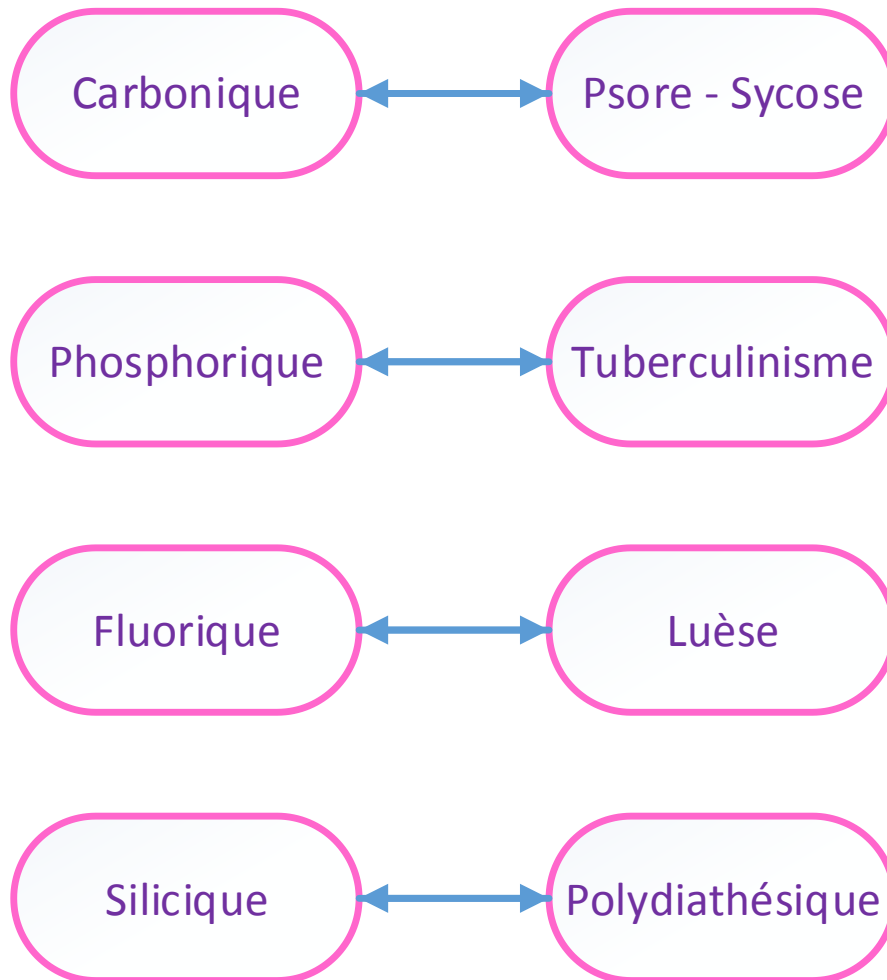 Carbonique
Psore - Sycose
Phosphorique
Tuberculinisme
Fluorique
Luèse
Silicique
Polydiathésique